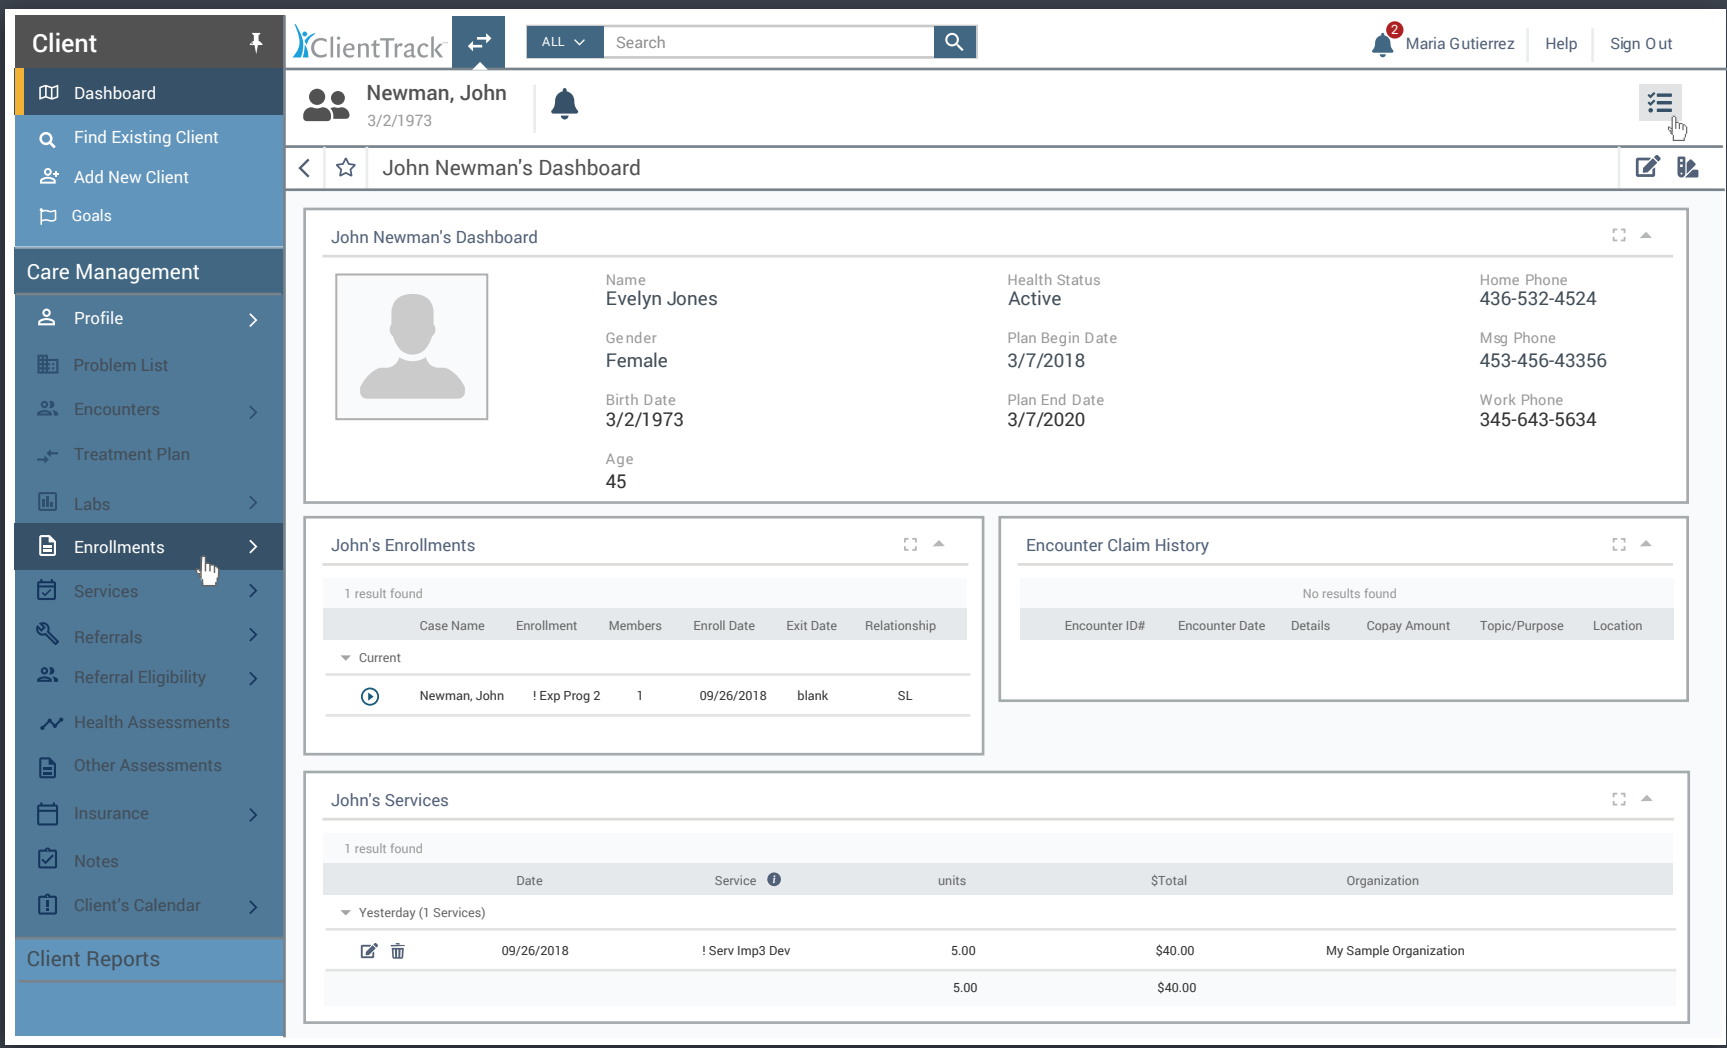 Client
ClientTrack
ALL
Search
2
Maria Gutierrez
Help
Sign Out
Dashboard
Find Existing Client
Add New Client
Goals
Care Management
Profile
Problem List
Encounters
Treatment Plan
Labs
Enrollments
Services
Referrals
Referral Eligibility
Health Assessments
Other Assessments
Insurance
Notes
Client's Calendar
Client Reports
Newman, John
3/2/1973
John Newman's Dashboard
John Newman's Dashboard
Name
Evelyn Jones
Gender
Female
Birth Date
3/2/1973
Age
45
Health Status
Active
Plan Begin Date
3/7/2018
Plan End Date
3/7/2020
Home Phone
436-532-4524
Msg Phone
453-456-43356
Work Phone
345-643-5634
John's Enrollments
1 result found
Case Name Enrollment Members Enroll Date Exit Date Relationship
Current
Newman, John ! Exp Prog 2 1 09/26/2018 blank SL
Encounter Claim History
No results found
Encounter ID# Encounter Date Details Copay Amount Topic/Purpose Location
John's Services
1 result found
Date Service i units $Total Organization
Yesterday (1 Services)
09/26/2018 ! Serv Imp3 Dev 5.00 $40.00 My Sample Organization
5.00 $40.00